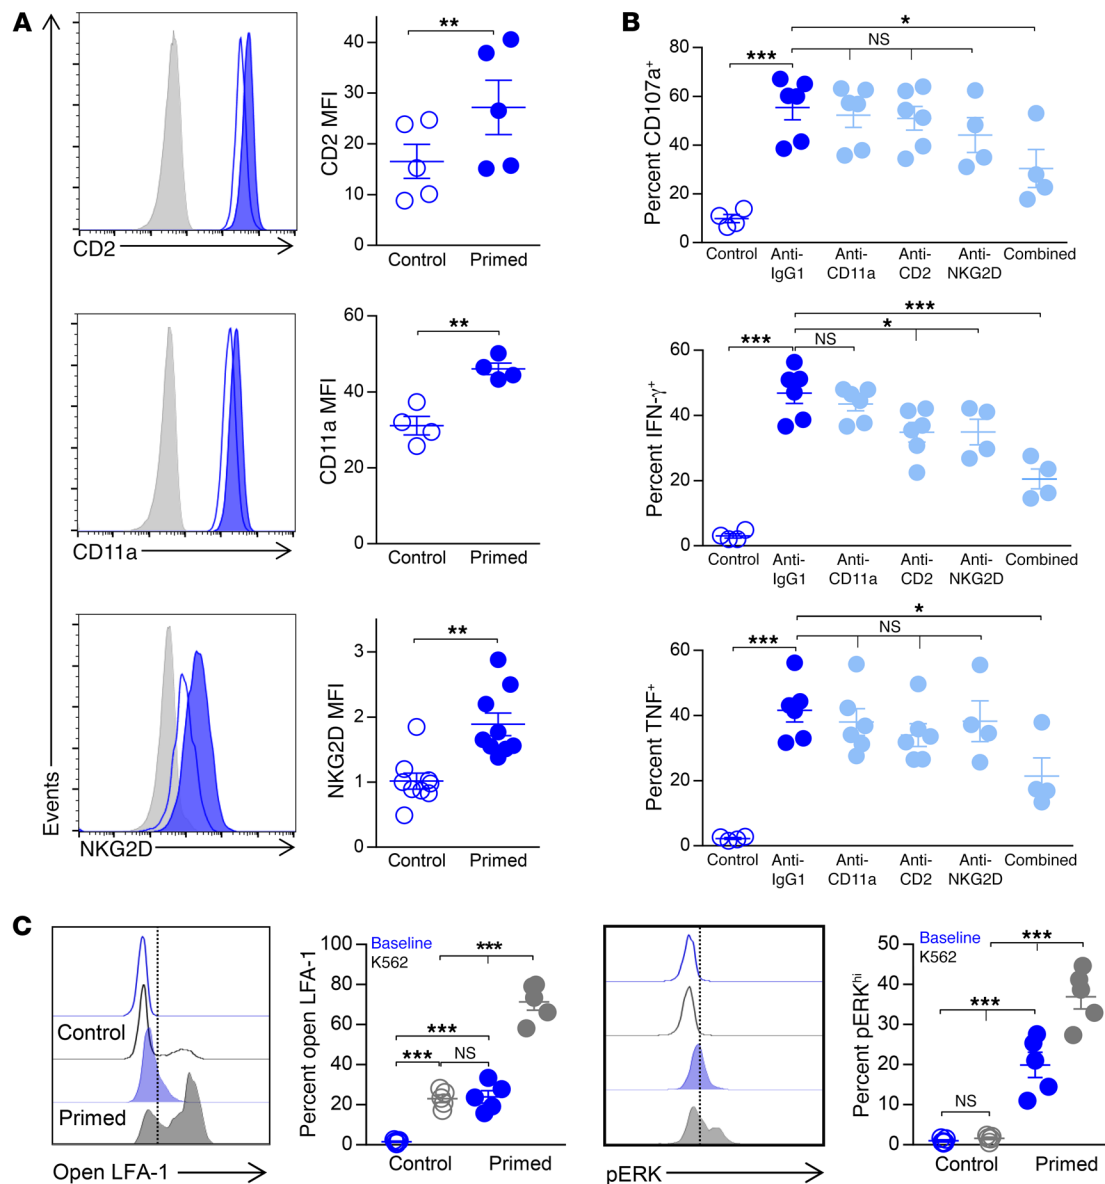 A
Events
CD2
CD2 MFI
40
30
20
10
0
**
Control
Primed
CD11a
CD11a MFI
60
40
20
0
**
Control
Primed
NKG2D
NKG2D MFI
3
2
1
0
**
Control
Primed
B
Percent CD107a+
80
60
40
20
0
*
NS
***
Control
Anti-
IgG1
Anti-
CD11a
Anti-
CD2
Anti-
NKG2D
Combined
Percent IFN-γ+
60
40
20
0
***
*
***
NS
Control
Anti-
IgG1
Anti-
CD11a
Anti-
CD2
Anti-
NKG2D
Combined
Percent TNF+
60
40
20
0
*
NS
***
Control
Anti-
IgG1
Anti-
CD11a
Anti-
CD2
Anti-
NKG2D
Combined
C
Control
Primed
Open LFA-1
Percent open LFA-1
100
80
60
40
20
0
Baseline
K562
***
***
***
NS
Control
Primed
pERK
Percent pERKhi
50
40
30
20
10
0
Baseline
K562
***
***
NS
Control
Primed